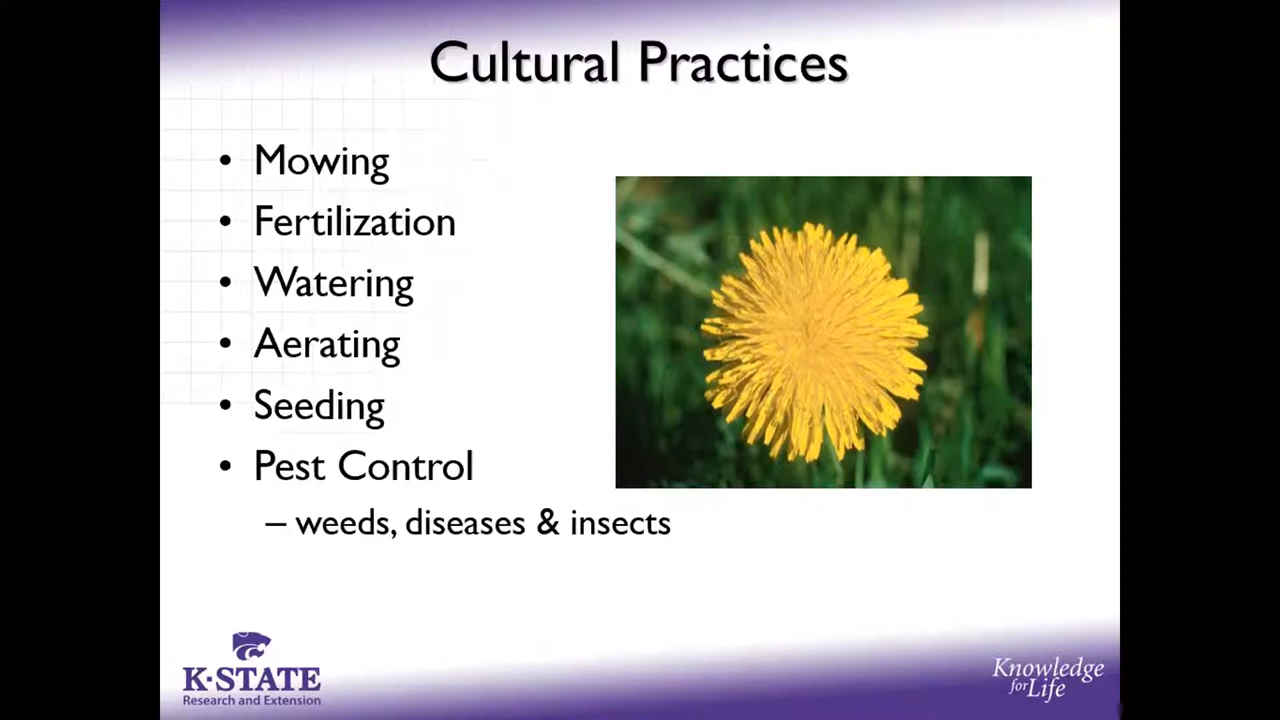 Cultural Practices
• Mowing
• Fertilization
• Watering
• Aerating
• Seeding
• Pest Control
– weeds, diseases & insects
K-STATE
Research and Extension
Knowledge
for Life